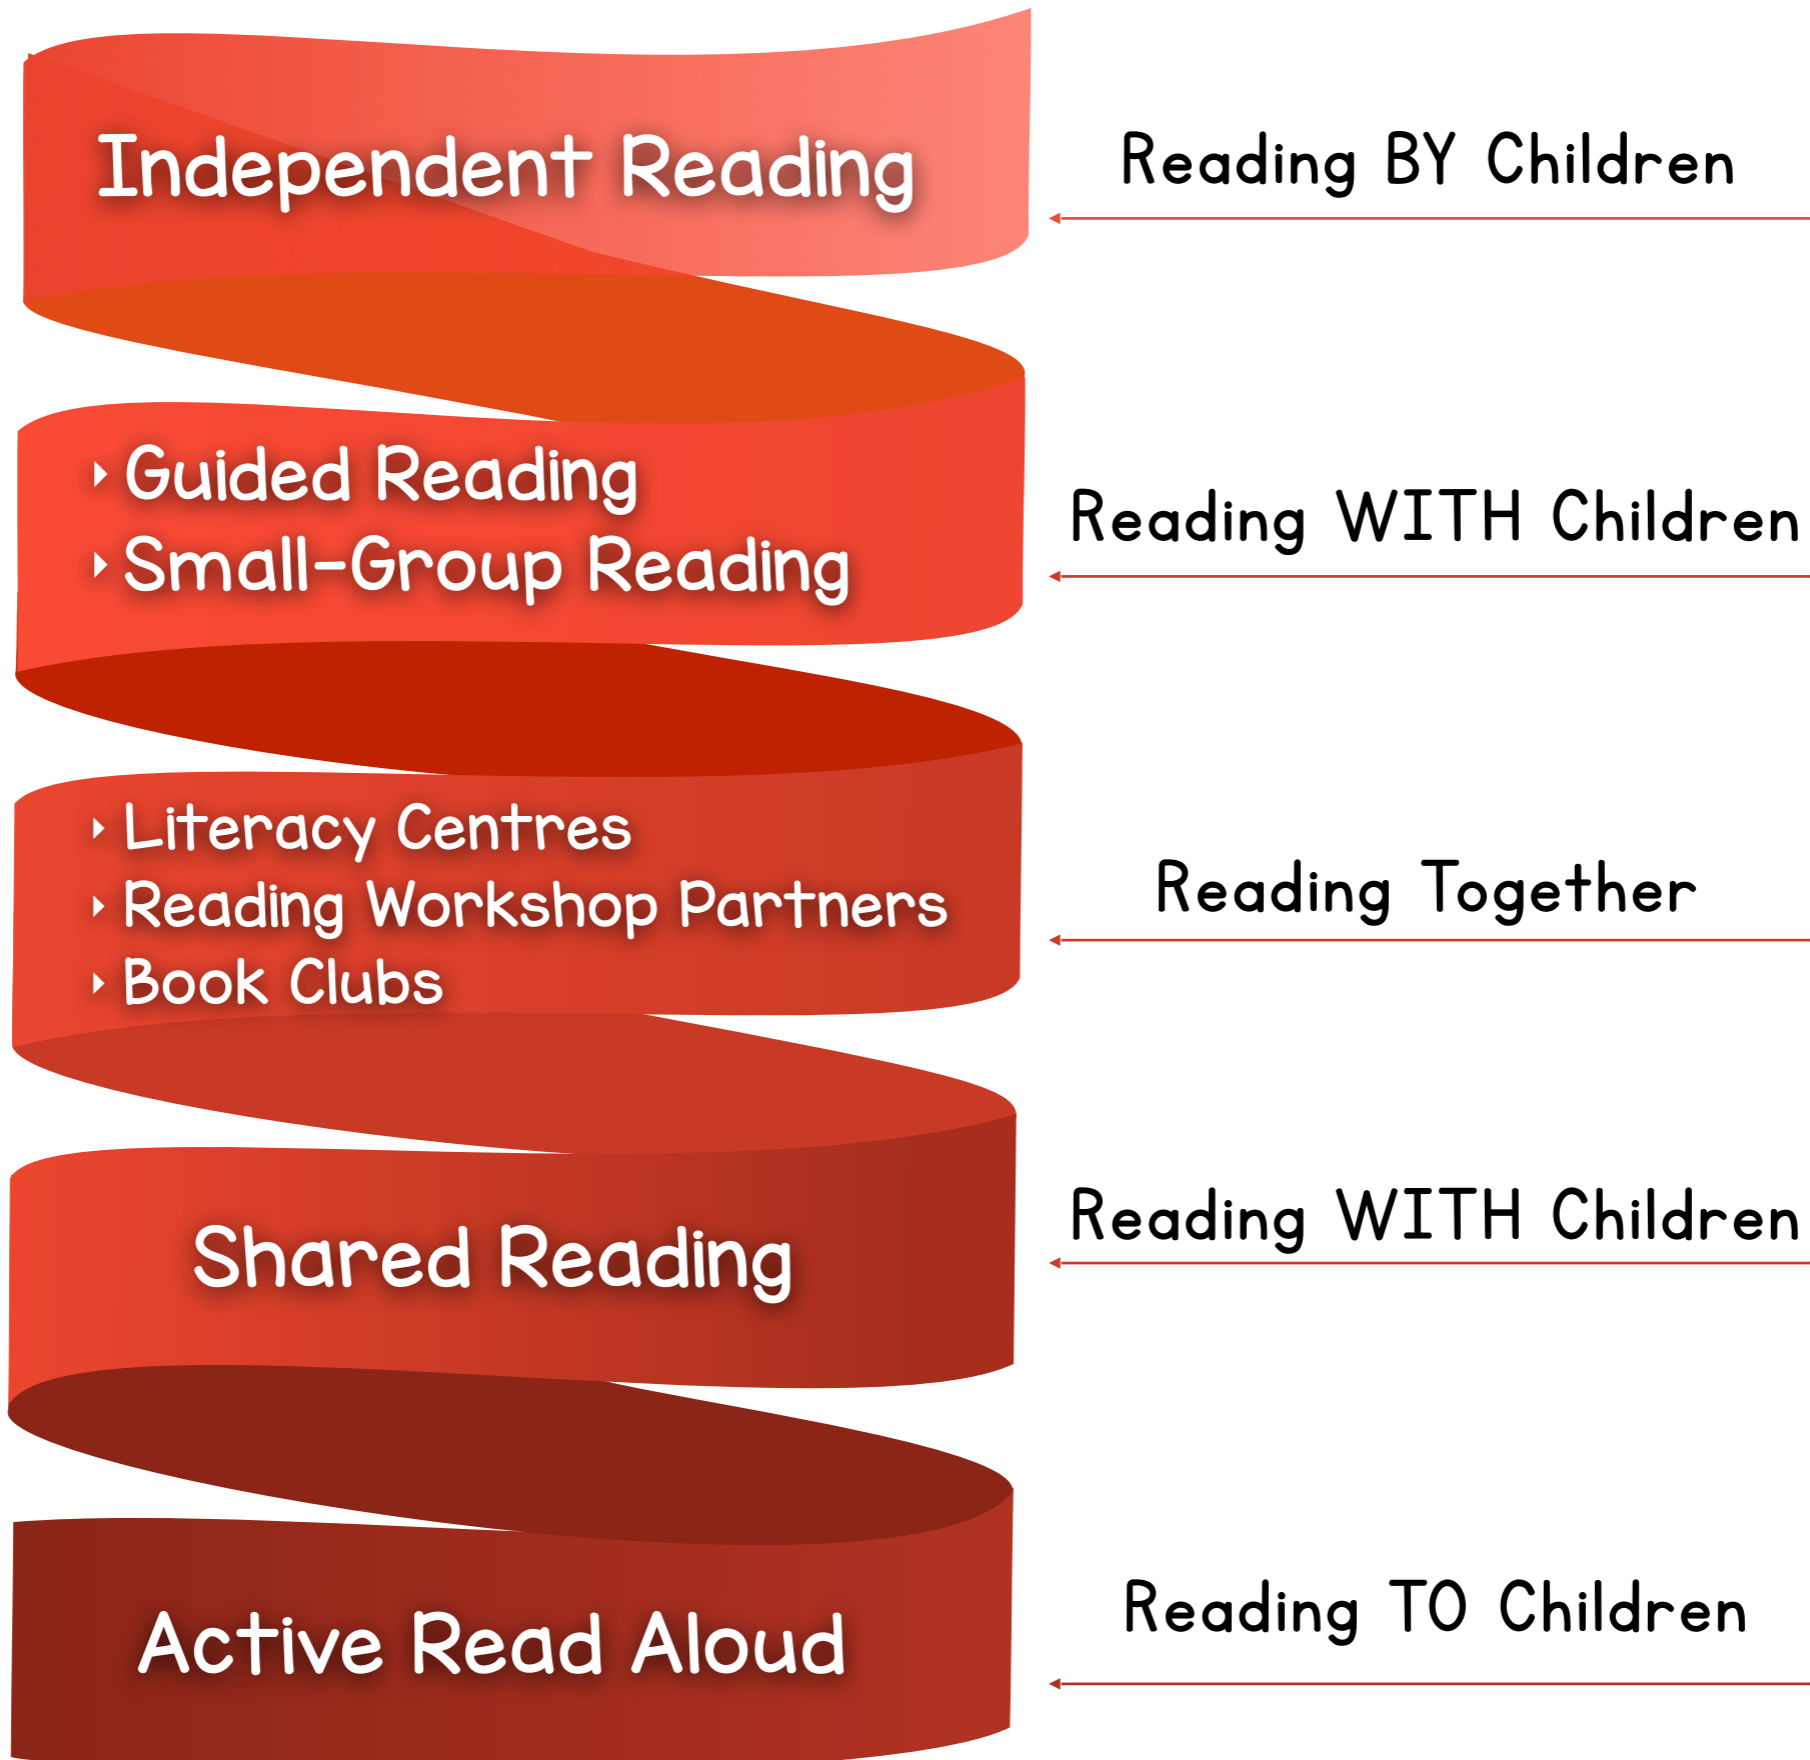 Independent Reading
Reading BY Children
‣ Guided Reading
‣ Small-Group Reading
Reading WITH Children
‣ Literacy Centres
‣ Reading Workshop Partners
‣ Book Clubs
Reading Together
Shared Reading
Reading WITH Children
Active Read Aloud
Reading TO Children